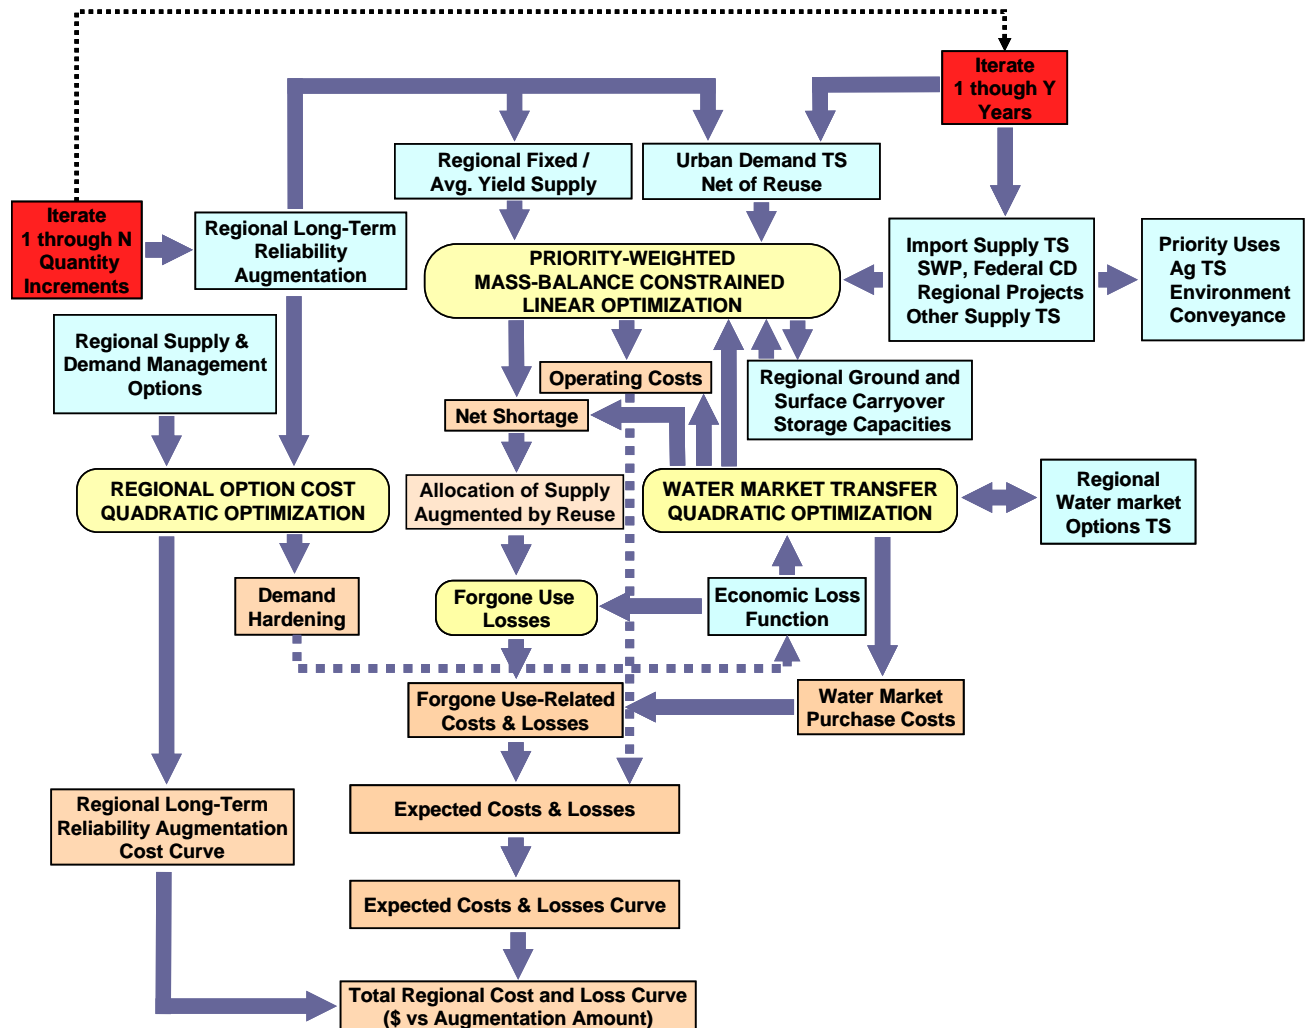 Iterate
1 though Y
Years
Regional Fixed /
Avg. Yield Supply
Urban Demand TS
Net of Reuse
Iterate
1 through N
Quantity
Increments
Regional Long-Term
Reliability
Augmentation
PRIORITY-WEIGHTED
MASS-BALANCE CONSTRAINED
LINEAR OPTIMIZATION
Import Supply TS
SWP, Federal CD
Regional Projects
Other Supply TS
Priority Uses
Ag TS
Environment
Conveyance
Regional Supply &
Demand Management
Options
Operating Costs
Regional Ground and
Surface Carryover
Storage Capacities
Net Shortage
REGIONAL OPTION COST
QUADRATIC OPTIMIZATION
Allocation of Supply
Augmented by Reuse
WATER MARKET TRANSFER
QUADRATIC OPTIMIZATION
Regional
Water market
Options TS
Demand
Hardening
Forgone Use
Losses
Economic Loss
Function
Forgone Use-Related
Costs & Losses
Water Market
Purchase Costs
Regional Long-Term
Reliability Augmentation
Cost Curve
Expected Costs & Losses
Expected Costs & Losses Curve
Total Regional Cost and Loss Curve
($ vs Augmentation Amount)